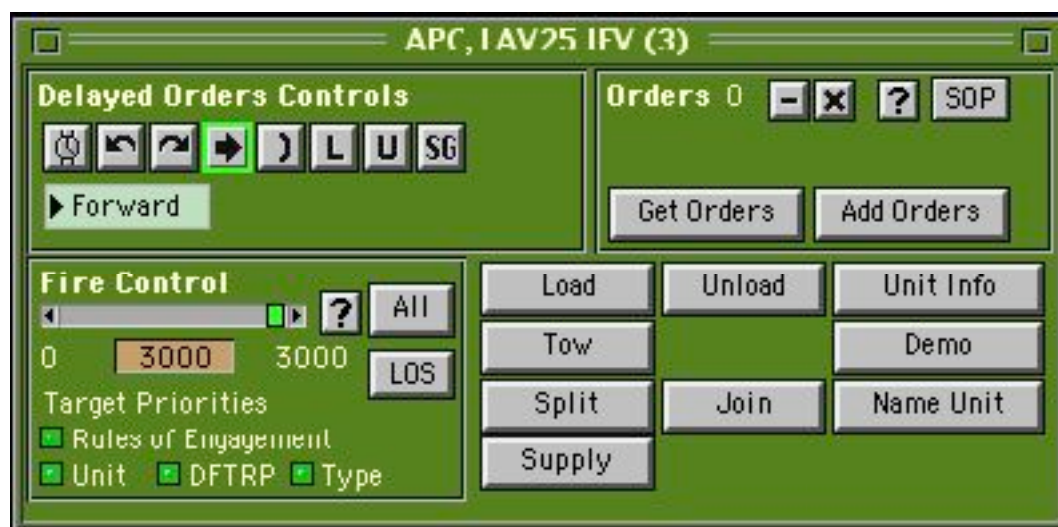 APC, LAV25 IFV (3)
Delayed Orders Controls
L U SG
Forward
Orders 0 - x ? SOP
Get Orders Add Orders
Fire Control
? All
0 3000 3000
LOS
Target Priorities
Rules of Engagement
Unit DFTRP Type
Load Unload Unit Info
Tow Demo
Split Join Name Unit
Supply